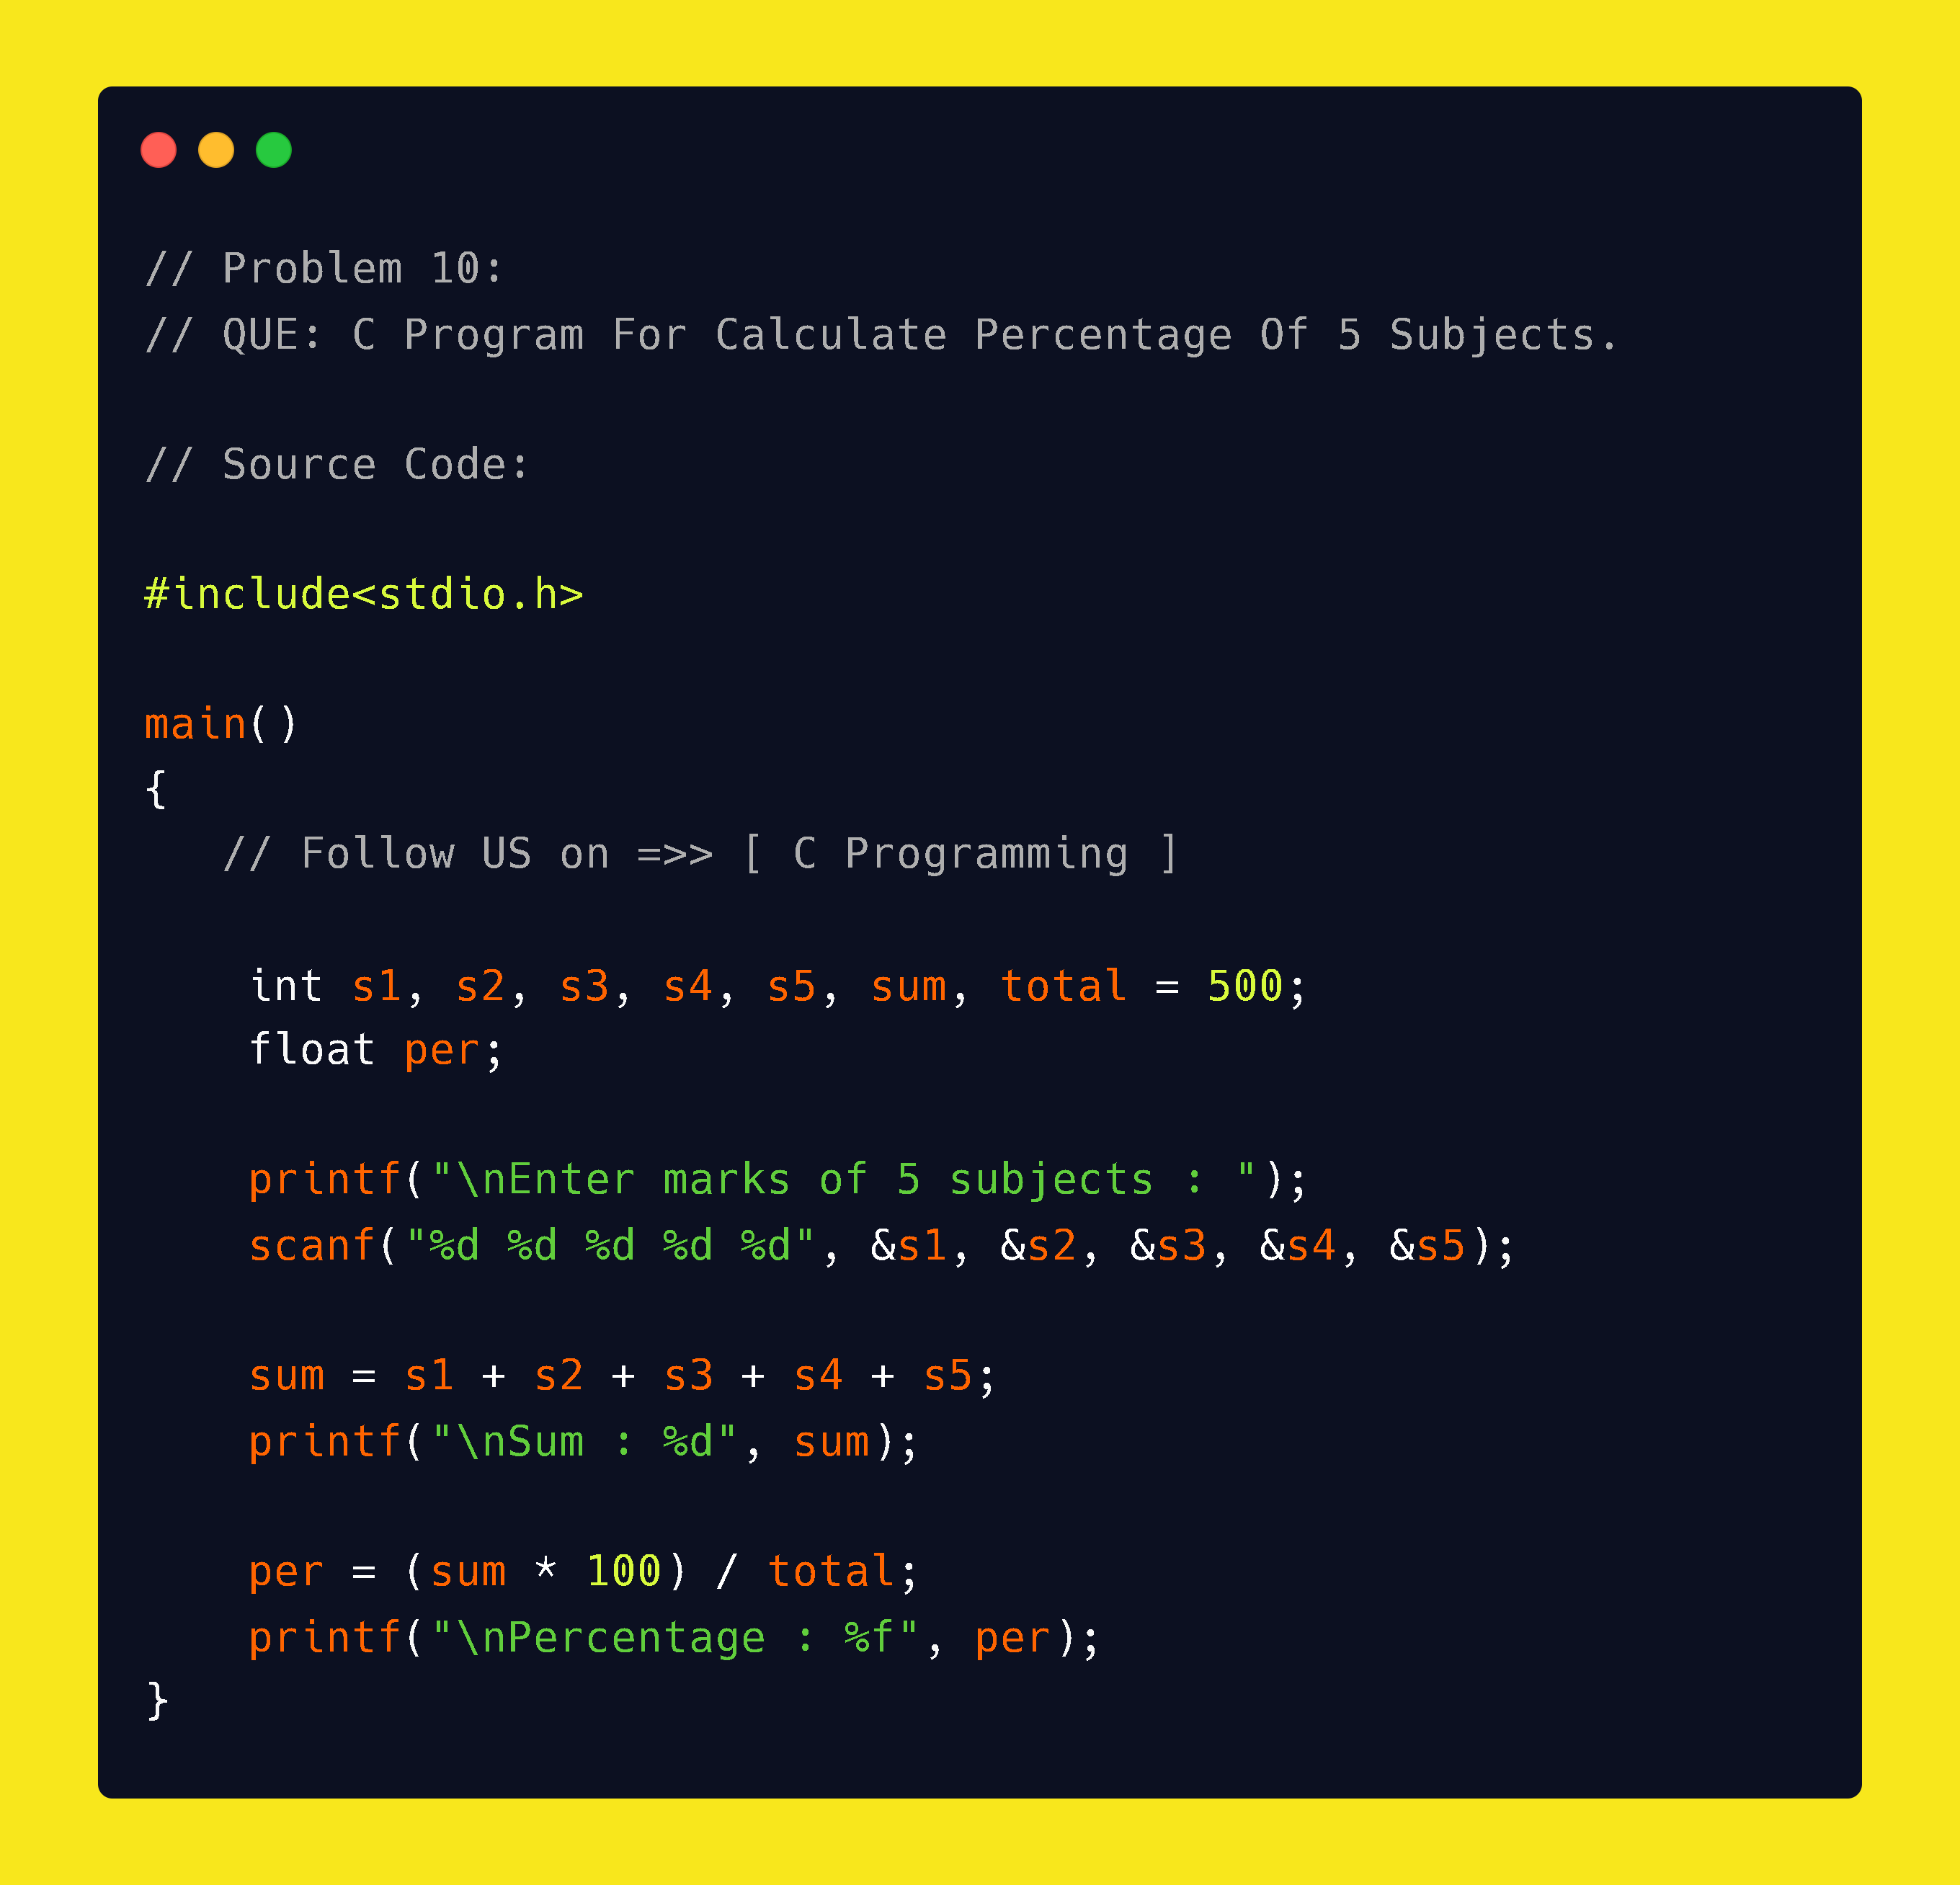 // Problem 10:
// QUE: C Program For Calculate Percentage Of 5 Subjects.
// Source Code:
#include<stdio.h>
main()
{
// Follow US on =>> [ C Programming ]
int s1, s2, s3, s4, s5, sum, total = 500;
float per;
printf("\nEnter marks of 5 subjects : ");
scanf("%d %d %d %d %d", &s1, &s2, &s3, &s4, &s5);
sum = s1 + s2 + s3 + s4 + s5;
printf("\nSum : %d", sum);
per = (sum * 100) / total;
printf("\nPercentage : %f", per);
}